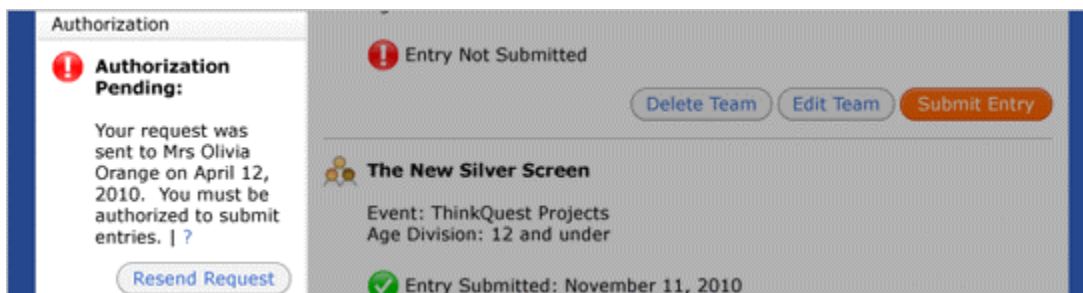 Authorization
Authorization
Pending:
Your request was
sent to Mrs Olivia
Orange on April 12,
2010.  You must be
authorized to submit
entries. | ?
Resend Request
Entry Not Submitted
Delete Team
Edit Team
Submit Entry
The New Silver Screen
Event: ThinkQuest Projects
Age Division: 12 and under
Entry Submitted: November 11, 2010